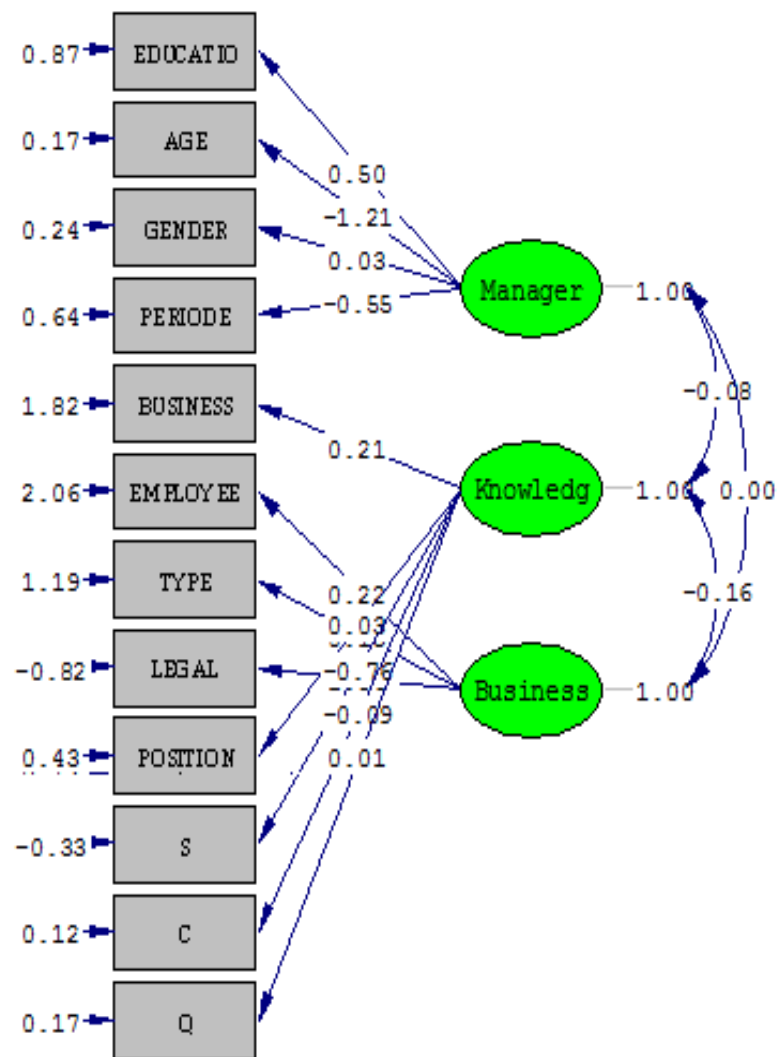 0.87 EDUCATIO
0.50
0.17 AGE
-1.21
0.24 GENDER
0.03
Manager 1.00
0.64 PERIODE
-0.55
-0.08
1.82 BUSINESS
0.21
2.06 EMPLOYEE
Knowledg 1.00 0.00
1.19 TYPE
0.22
-0.16
0.03
-0.82 LEGAL
-0.76
Business 1.00
-0.09
0.43 POSITION
0.01
-0.33 S
0.12 C
0.17 Q